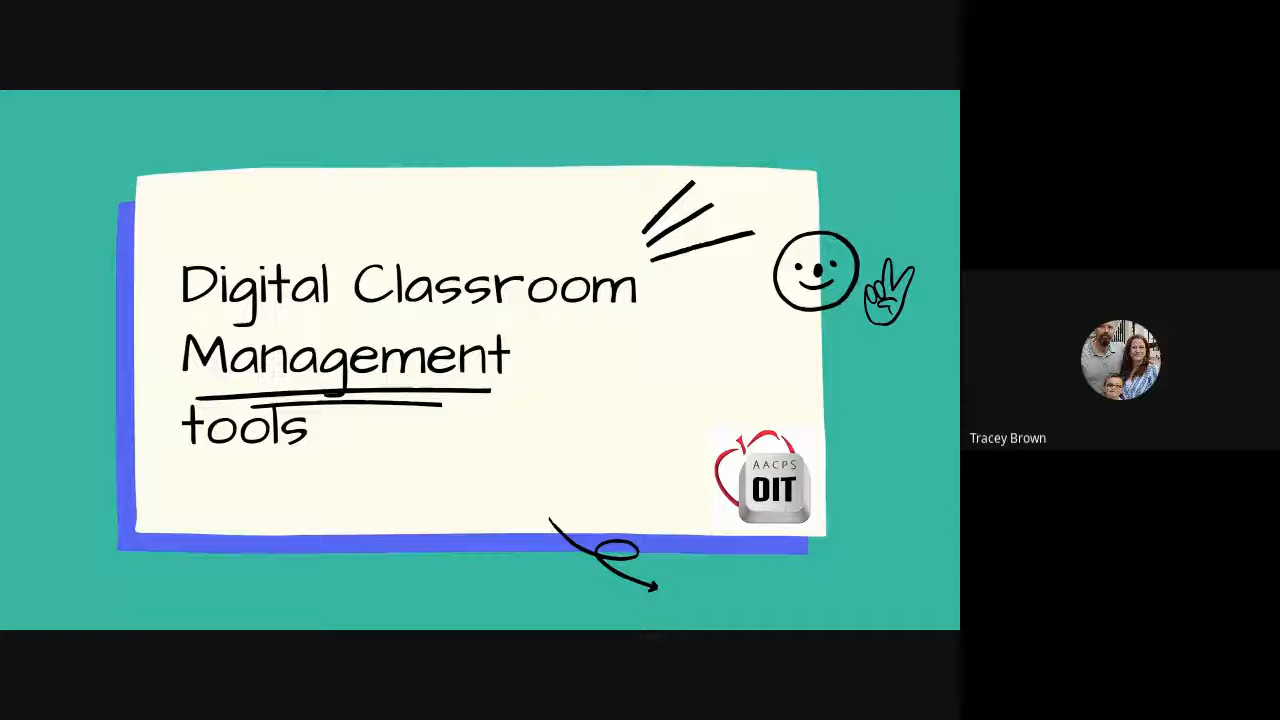 Digital Classroom
Management
tools
AACPS
OIT
Tracey Brown